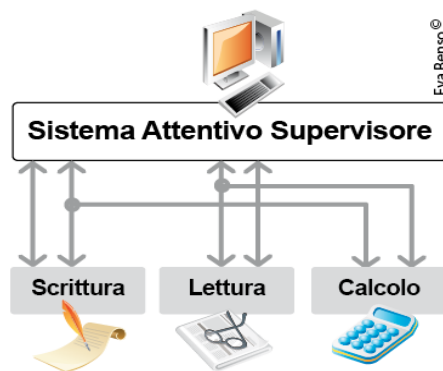 Eva Benso ©
Sistema Attentivo Supervisore
Scrittura
Lettura
Calcolo